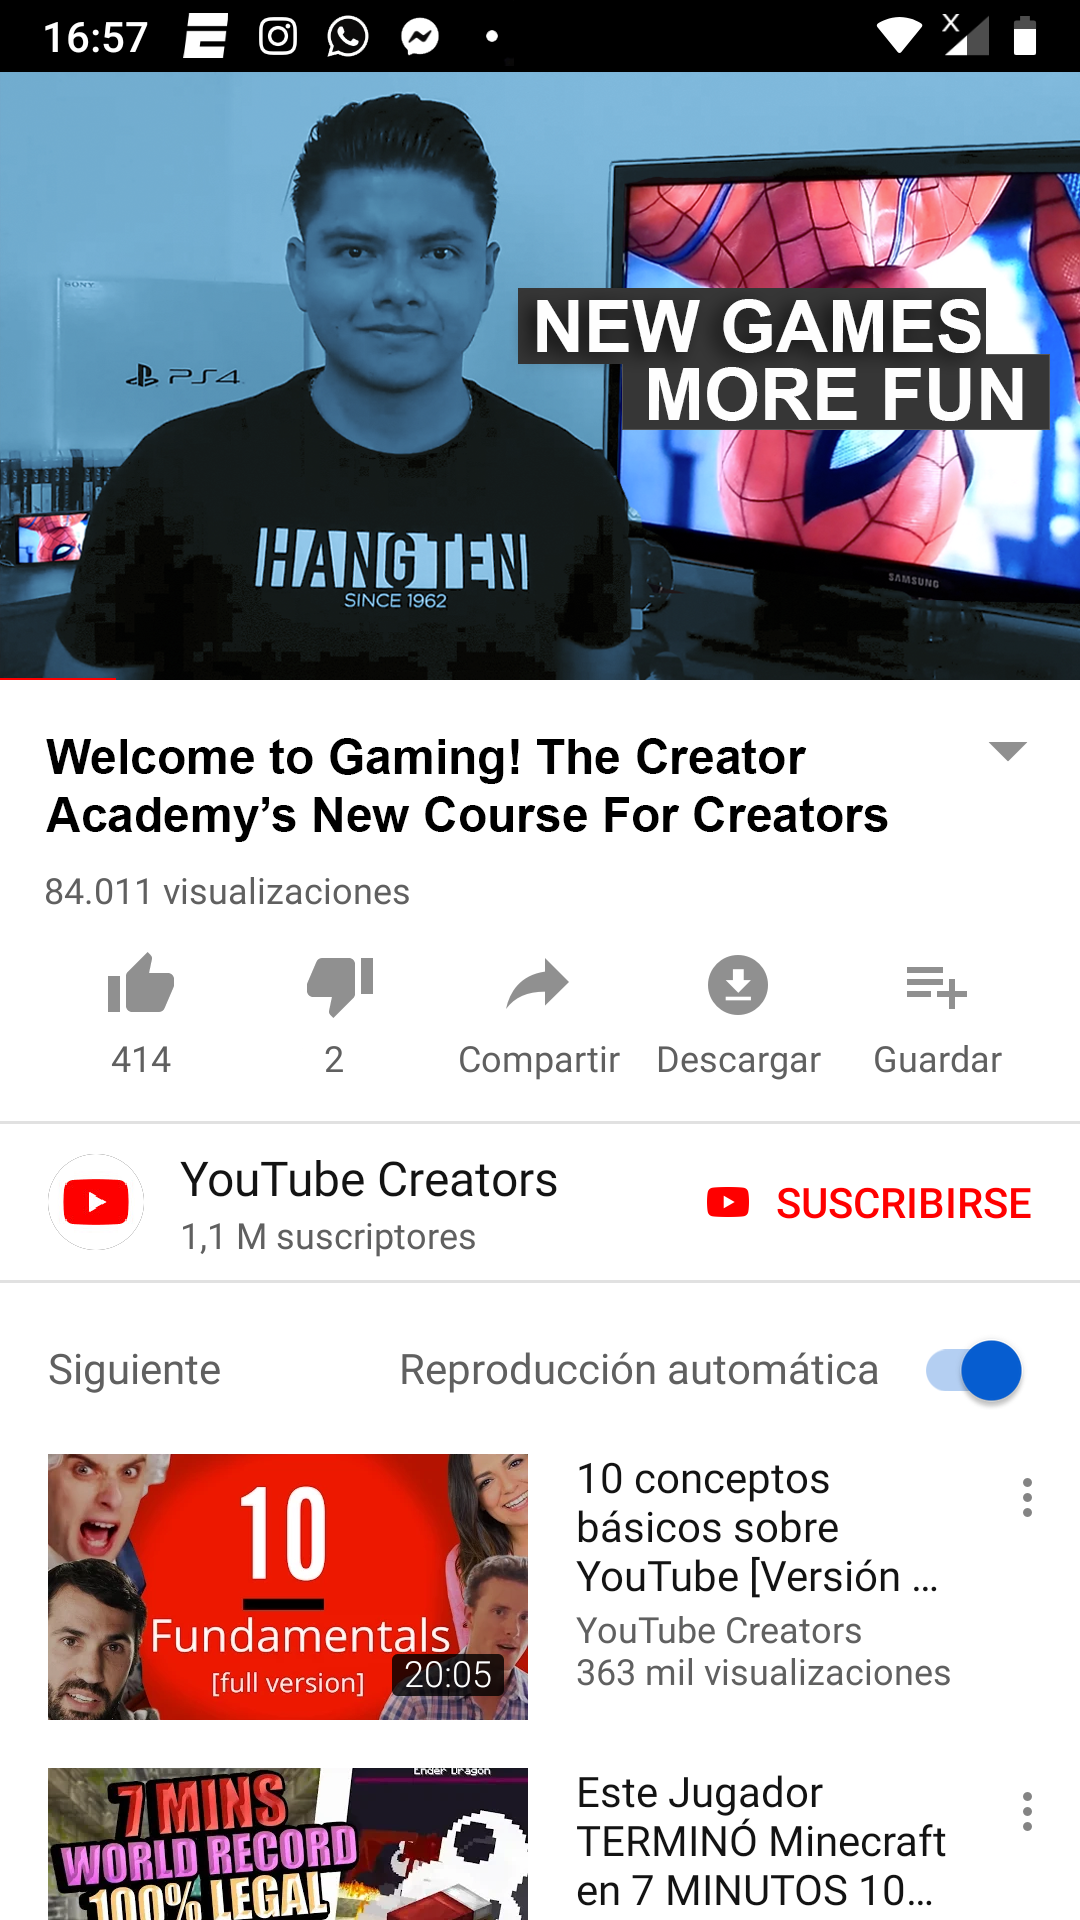 16:57
X
SONY
PS4
NEW GAMES
MORE FUN
HANG TEN
SINCE 1962
SAMSUNG
Welcome to Gaming! The Creator
Academy’s New Course For Creators
84.011 visualizaciones
414
2
Compartir
Descargar
Guardar
YouTube Creators
1,1 M suscriptores
SUSCRIBIRSE
Siguiente
Reproducción automática
10
Fundamentals
[full version]
20:05
10 conceptos
básicos sobre
YouTube [Versión ...
YouTube Creators
363 mil visualizaciones
7 MINS
WORLD RECORD
100% LEGAL
Ender Dragon
Este Jugador
TERMINÓ Minecraft
en 7 MINUTOS 10...